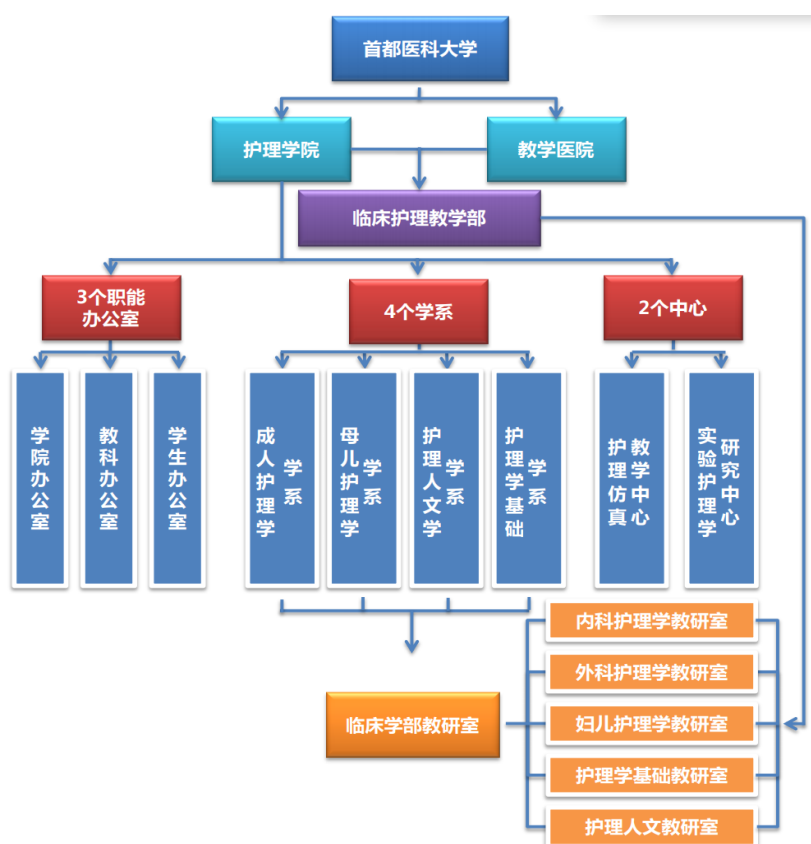 首都医科大学
护理学院
教学医院
临床护理教学部
3个职能
办公室
4个学系
2个中心
学院办公室
教科办公室
学生办公室
成人护理学
学系
母儿护理学
学系
护理人文学
学系
护理学基础
学系
护理仿真
教学中心
实验护理学
研究中心
内科护理学教研室
外科护理学教研室
临床学部教研室
妇儿护理学教研室
护理学基础教研室
护理人文教研室